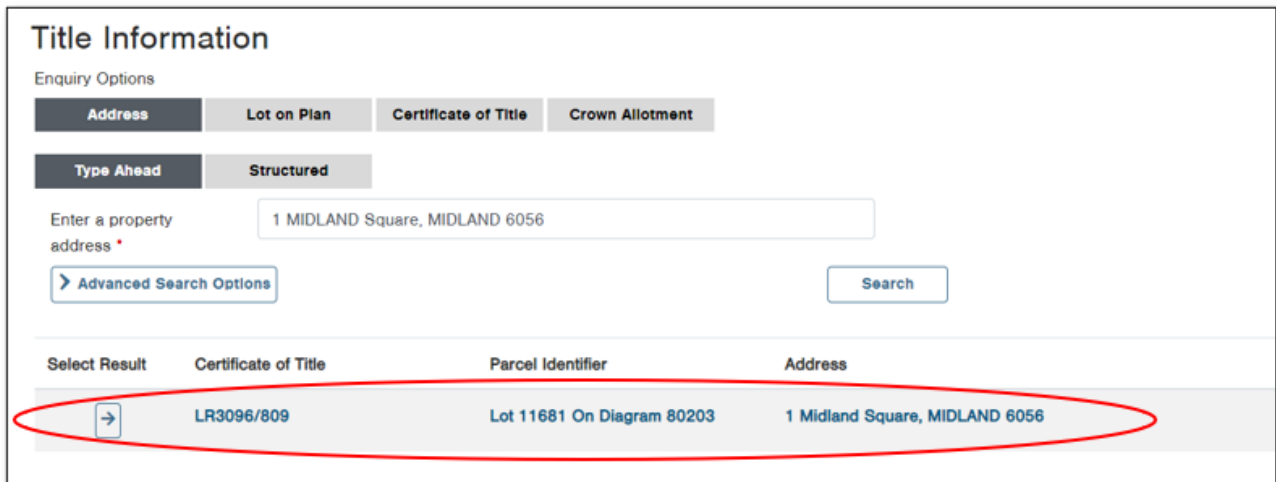 Title Information
Enquiry Options
Address Lot on Plan Certificate of Title Crown Allotment
Type Ahead Structured
Enter a property address * 1 MIDLAND Square, MIDLAND 6056
Advanced Search Options Search
Select Result Certificate of Title Parcel Identifier Address
LR3096/809 Lot 11681 On Diagram 80203 1 Midland Square, MIDLAND 6056